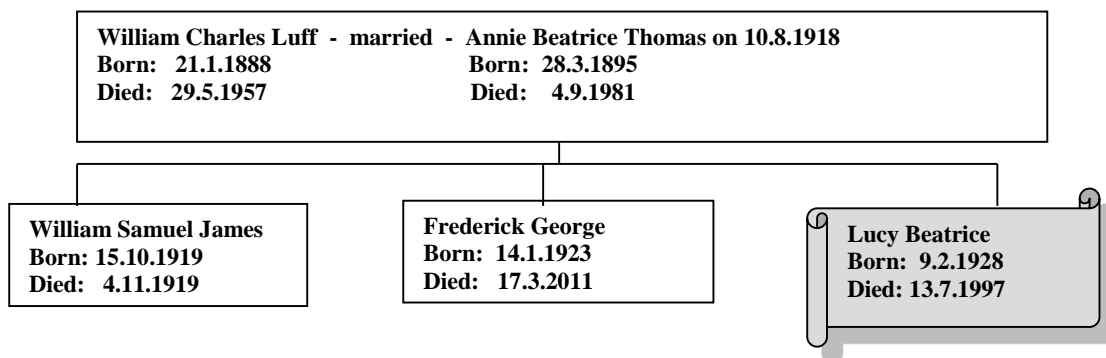 William Charles Luff - married - Annie Beatrice Thomas on 10.8.1918
Born: 21.1.1888 Born: 28.3.1895
Died: 29.5.1957 Died: 4.9.1981
William Samuel James
Born: 15.10.1919
Died: 4.11.1919
Frederick George
Born: 14.1.1923
Died: 17.3.2011
Lucy Beatrice
Born: 9.2.1928
Died: 13.7.1997